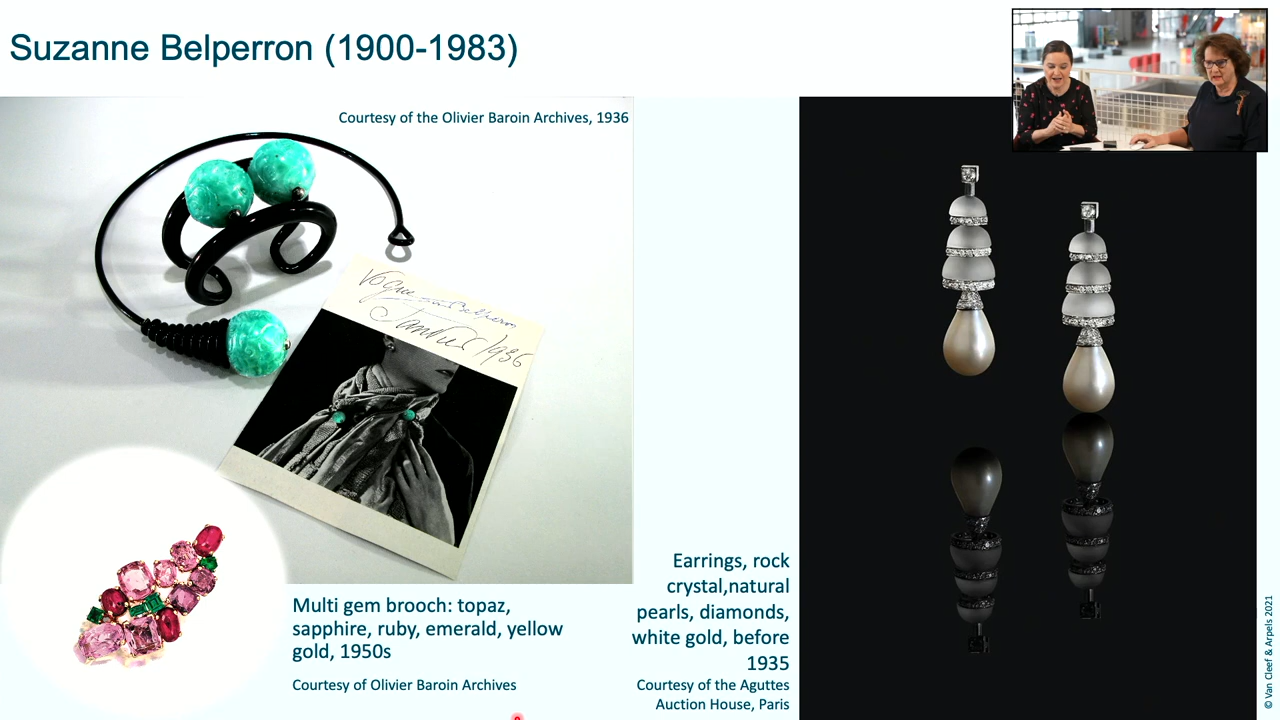 Suzanne Belperron (1900-1983)
Courtesy of the Olivier Baroin Archives, 1936
Vogue
Janvier 1936
Multi gem brooch: topaz,
sapphire, ruby, emerald, yellow
gold, 1950s
Courtesy of Olivier Baroin Archives
Earrings, rock
crystal,natural
pearls, diamonds,
white gold, before
1935
Courtesy of the Aguttes
Auction House, Paris
© Van Cleef & Arpels 2021